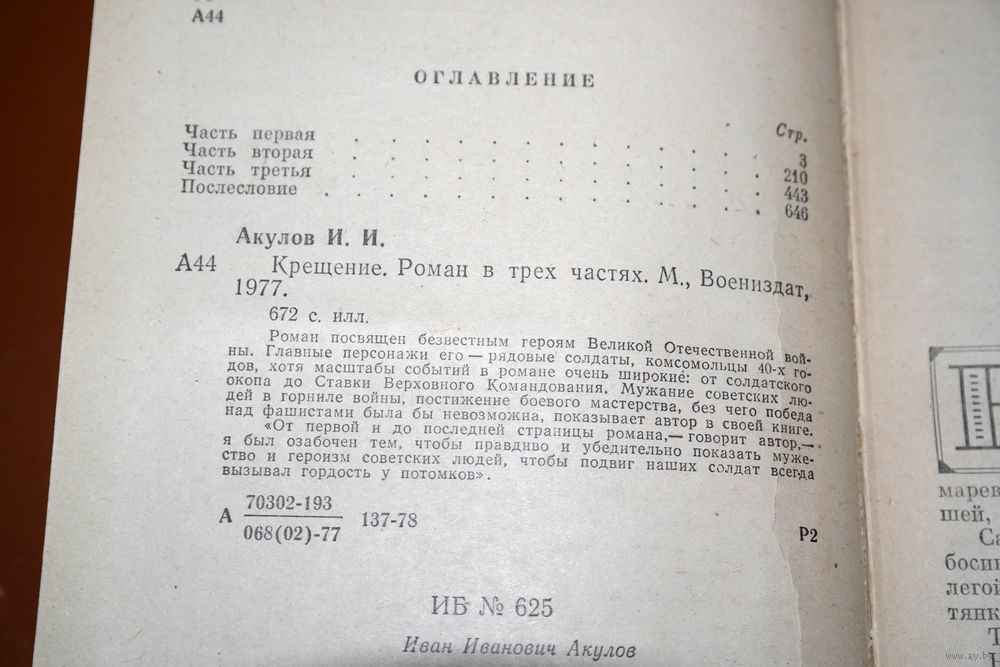 А44
ОГЛАВЛЕНИЕ
Стр.
Часть первая . . . . . . . . . . . . 3
Часть вторая . . . . . . . . . . . . 210
Часть третья . . . . . . . . . . . . 443
Послесловие . . . . . . . . . . . . 646
Акулов И. И.
А44 Крещение. Роман в трех частях. М., Воениздат,
1977.
672 с. илл.
Роман посвящен безвестным героям Великой Отечественной вой-
ны. Главные персонажи его — рядовые солдаты, комсомольцы 40-х го-
дов, хотя масштабы событий в романе очень широкие: от солдатского
окопа до Ставки Верховного Командования. Мужание советских лю-
дей в горниле войны, постижение боевого мастерства, без чего победа
над фашистами была бы невозможна, показывает автор в своей книге.
«От первой и до последней страницы романа,— говорит автор,—
я был озабочен тем, чтобы правдиво и убедительно показать муже-
ство и героизм советских людей, чтобы подвиг наших солдат всегда
вызывал гордость у потомков».
А 70302-193 137-78
068(02)-77
Р2
ИБ № 625
Иван Иванович Акулов
марев
шей,
Са
босин
легой
тянк
www.ay.by